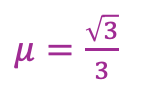 μ = √3/3